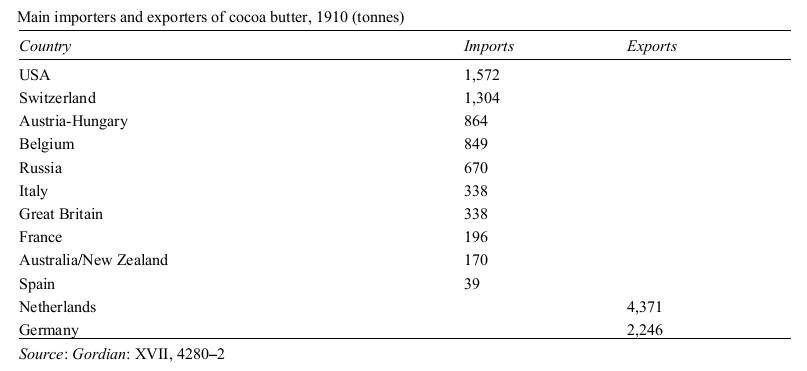 Main importers and exporters of cocoa butter, 1910 (tonnes)
Country Imports Exports
USA 1,572
Switzerland 1,304
Austria-Hungary 864
Belgium 849
Russia 670
Italy 338
Great Britain 338
France 196
Australia/New Zealand 170
Spain 39
Netherlands 4,371
Germany 2,246
Source: Gordian: XVII, 4280–2